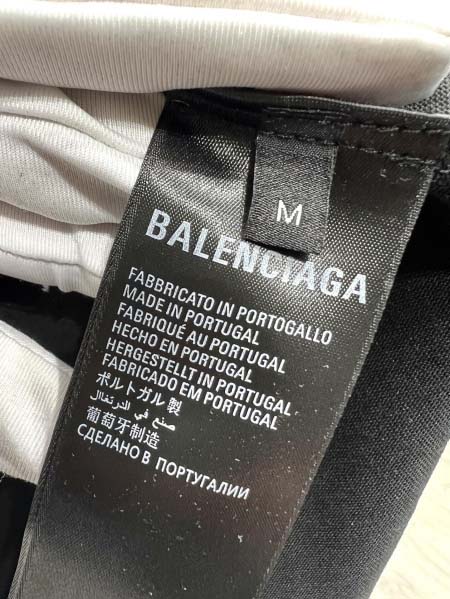 M
BALENCIAGA
FABBRICATO IN PORTOGALLO
MADE IN PORTUGAL
FABRIQUÉ AU PORTUGAL
HECHO EN PORTUGAL
HERGESTELLT IN PORTUGAL
FABRICADO EM PORTUGAL
ポルトガル製
صنع في البرتغال
葡萄牙制造
СДЕЛАНО В ПОРТУГАЛИИ